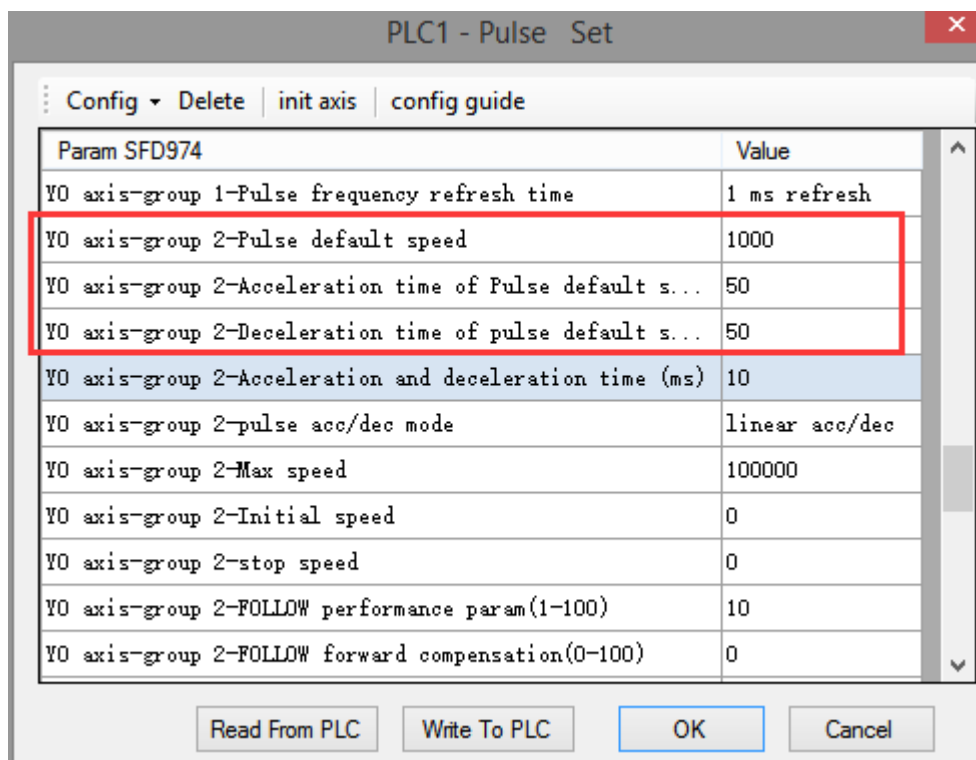 PLC1 - Pulse Set
Config Delete init axis config guide
Param SFD974 Value
Y0 axis-group 1-Pulse frequency refresh time 1 ms refresh
Y0 axis-group 2-Pulse default speed 1000
Y0 axis-group 2-Acceleration time of Pulse default s... 50
Y0 axis-group 2-Deceleration time of pulse default s... 50
Y0 axis-group 2-Acceleration and deceleration time (ms) 10
Y0 axis-group 2-pulse acc/dec mode linear acc/dec
Y0 axis-group 2-Max speed 100000
Y0 axis-group 2-Initial speed 0
Y0 axis-group 2-stop speed 0
Y0 axis-group 2-FOLLOW performance param(1-100) 10
Y0 axis-group 2-FOLLOW forward compensation(0-100) 0
Read From PLC Write To PLC OK Cancel